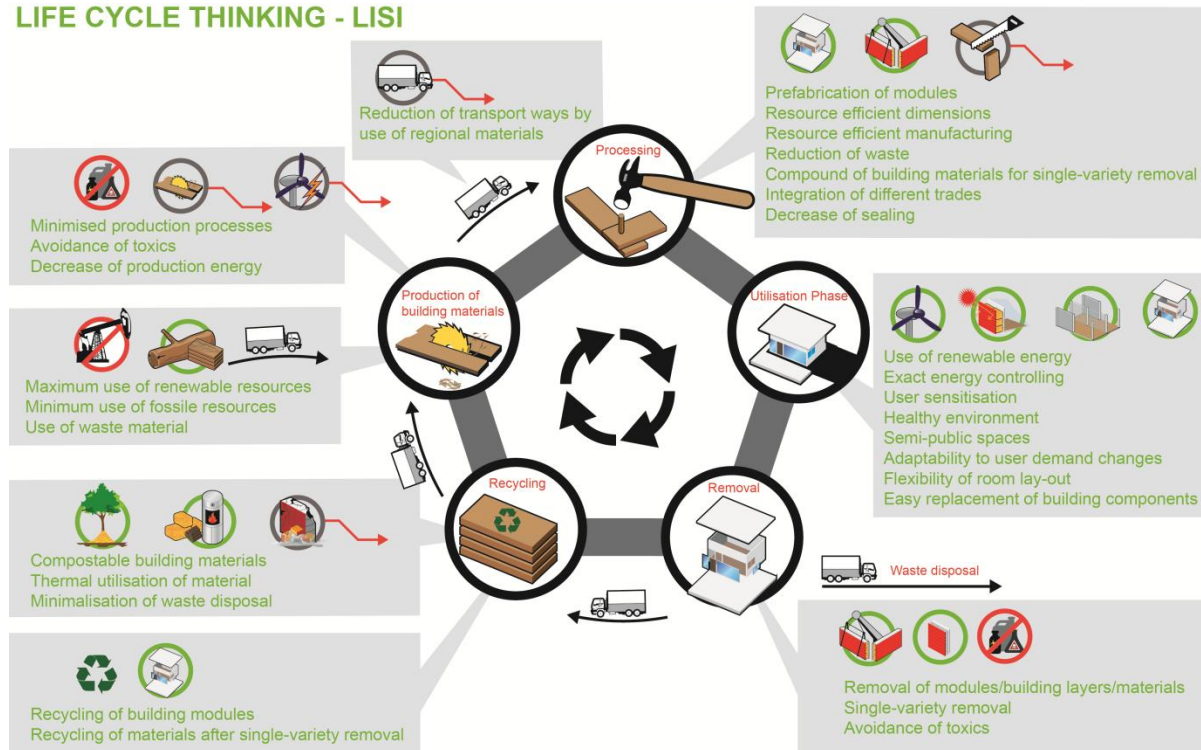 LIFE CYCLE THINKING - LISI
Reduction of transport ways by
use of regional materials
Prefabrication of modules
Resource efficient dimensions
Resource efficient manufacturing
Reduction of waste
Compound of building materials for single-variety removal
Integration of different trades
Decrease of sealing
Processing
Minimised production processes
Avoidance of toxics
Decrease of production energy
Production of
building materials
Utilisation Phase
Maximum use of renewable resources
Minimum use of fossile resources
Use of waste material
Use of renewable energy
Exact energy controlling
User sensitisation
Healthy environment
Semi-public spaces
Adaptability to user demand changes
Flexibility of room lay-out
Easy replacement of building components
Recycling
Removal
Compostable building materials
Thermal utilisation of material
Minimalisation of waste disposal
Waste disposal
Recycling of building modules
Recycling of materials after single-variety removal
Removal of modules/building layers/materials
Single-variety removal
Avoidance of toxics